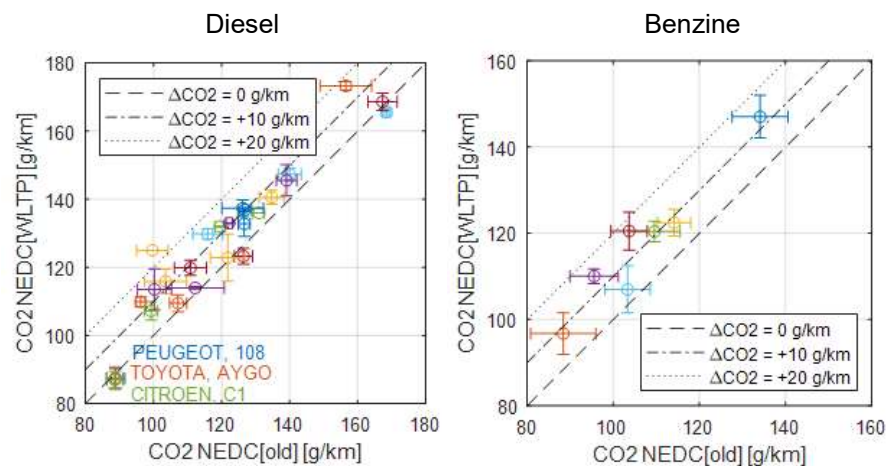 Diesel
180
160
140
120
100
80
80
100
120
140
160
180
CO2 NEDC[WLTP] [g/km]
CO2 NEDC[old] [g/km]
ΔCO2 = 0 g/km
ΔCO2 = +10 g/km
ΔCO2 = +20 g/km
PEUGEOT, 108
TOYOTA, AYGO
CITROEN, C1
Benzine
160
140
120
100
80
80
100
120
140
160
CO2 NEDC[WLTP] [g/km]
CO2 NEDC[old] [g/km]
ΔCO2 = 0 g/km
ΔCO2 = +10 g/km
ΔCO2 = +20 g/km